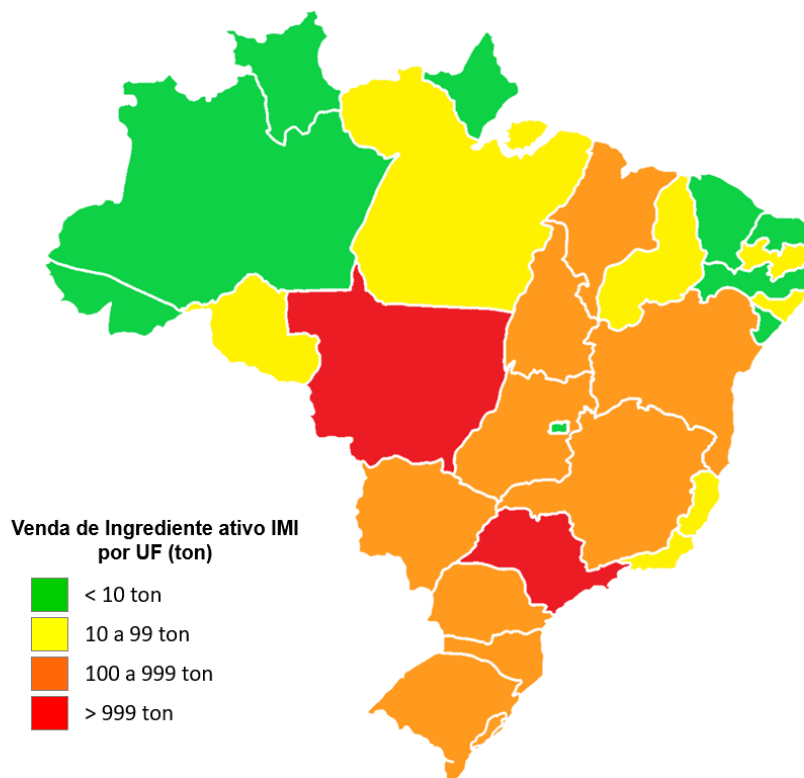 Venda de Ingrediente ativo IMI
por UF (ton)
< 10 ton
10 a 99 ton
100 a 999 ton
> 999 ton